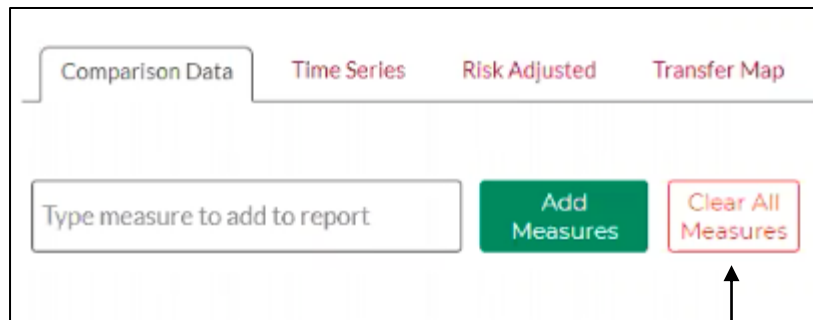 Comparison Data Time Series Risk Adjusted Transfer Map
Type measure to add to report
Add
Measures
Clear All
Measures